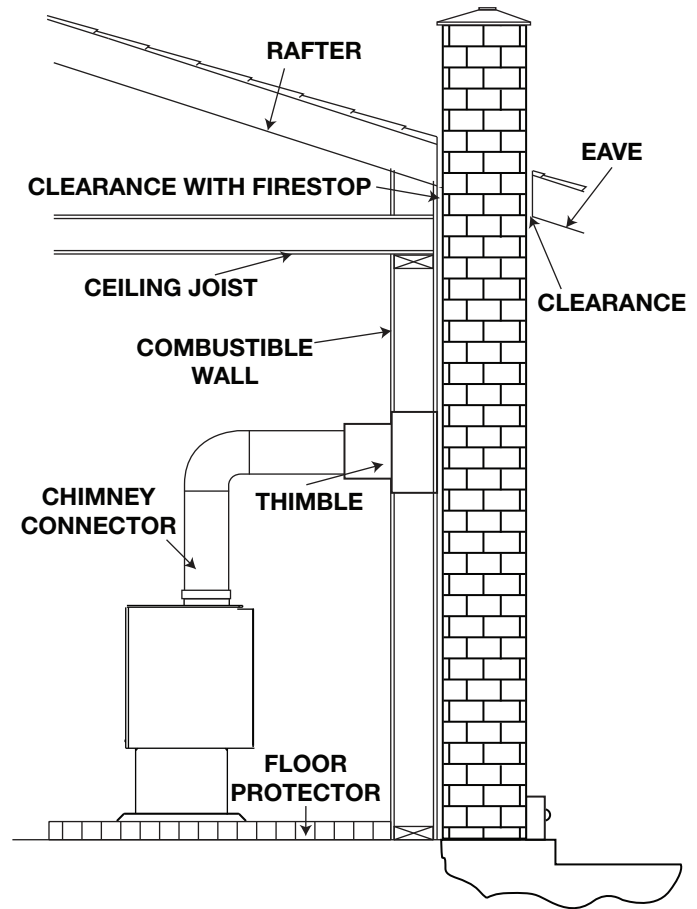 RAFTER
EAVE
CLEARANCE WITH FIRESTOP
CEILING JOIST
CLEARANCE
COMBUSTIBLE
WALL
CHIMNEY
CONNECTOR
THIMBLE
FLOOR
PROTECTOR